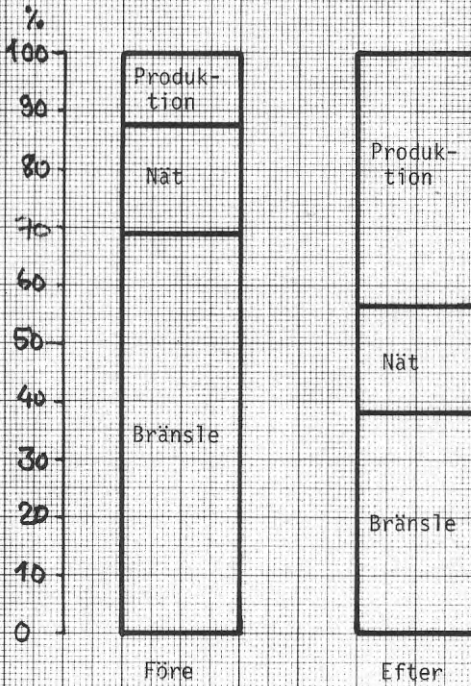 %
100
90
80
70
60
50
40
30
20
10
0
Produk-
tion
Nät
Bränsle
Före
Produk-
tion
Nät
Bränsle
Efter